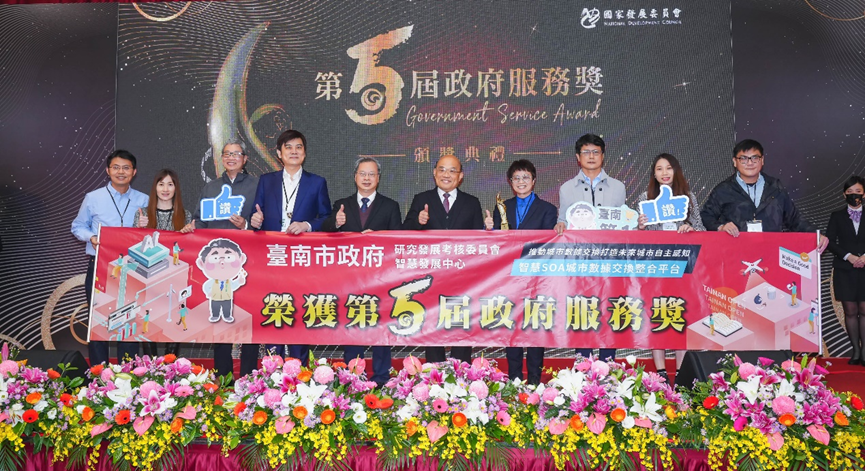 國家發展委員會
NATIONAL DEVELOPMENT COUNCIL
第5屆政府服務獎
Government Service Award
頒獎典禮
讚
臺南
讚
臺南市政府
研究發展考核委員會
智慧發展中心
推動城市數據交換打造未來城市自主感知
智慧SOA城市數據交換整合平台
榮獲第5屆政府服務獎
TAINAN OPEN